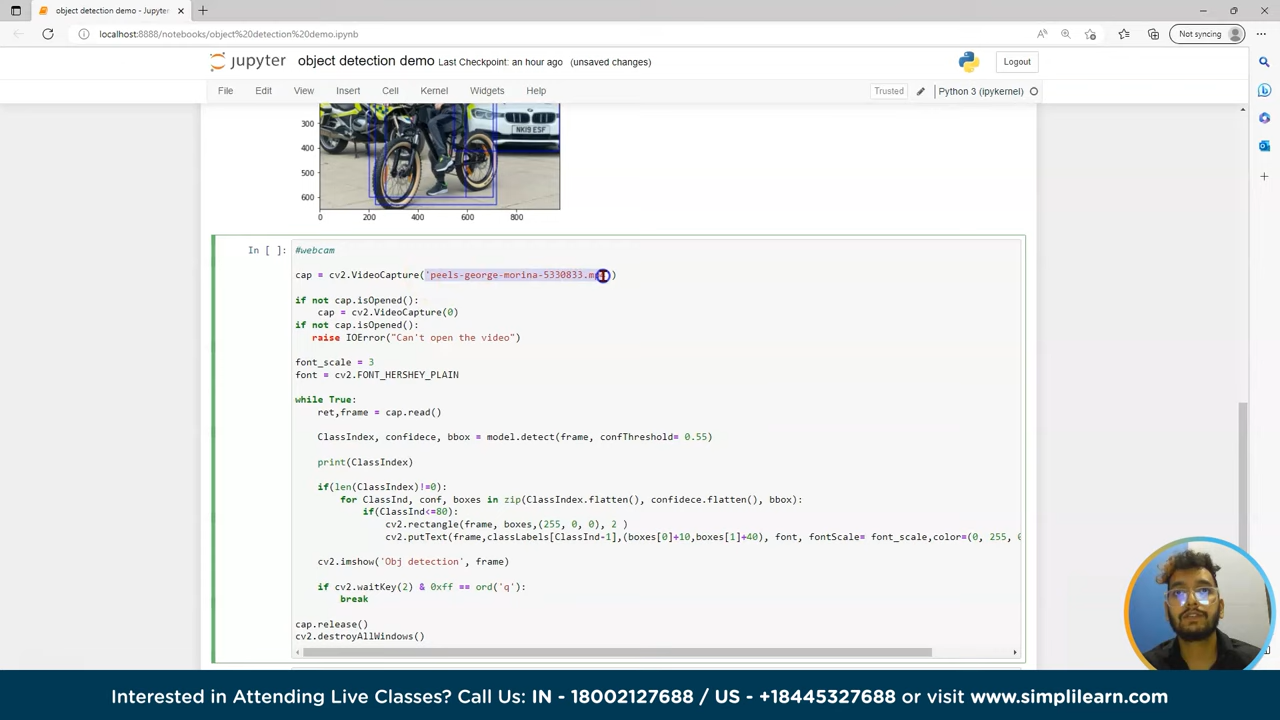 object detection demo - Jupyter
localhost:8888/notebooks/object%20detection%20demo.ipynb
Not syncing
jupyter object detection demo Last Checkpoint: an hour ago (unsaved changes)
Logout
File Edit View Insert Cell Kernel Widgets Help
Trusted
Python 3 (ipykernel)
300
400
500
600
0 200 400 600 800
NK19 ESF
In [ ]:
#webcam
cap = cv2.VideoCapture('peels-george-morina-5330833.m
if not cap.isOpened():
cap = cv2.VideoCapture(0)
if not cap.isOpened():
raise IOError("Can't open the video")
font_scale = 3
font = cv2.FONT_HERSHEY_PLAIN
while True:
ret,frame = cap.read()
ClassIndex, confidece, bbox = model.detect(frame, confThreshold= 0.55)
print(ClassIndex)
if(len(ClassIndex)!=0):
for ClassInd, conf, boxes in zip(ClassIndex.flatten(), confidece.flatten(), bbox):
if(ClassInd<=80):
cv2.rectangle(frame, boxes,(255, 0, 0), 2 )
cv2.putText(frame,classLabels[ClassInd-1],(boxes[0]+10,boxes[1]+40), font, fontScale= font_scale,color=(0, 255, 0
cv2.imshow('Obj detection', frame)
if cv2.waitKey(2) & 0xff == ord('q'):
break
cap.release()
cv2.destroyAllWindows()
Interested in Attending Live Classes? Call Us: IN - 18002127688 / US - +18445327688 or visit www.simplilearn.com